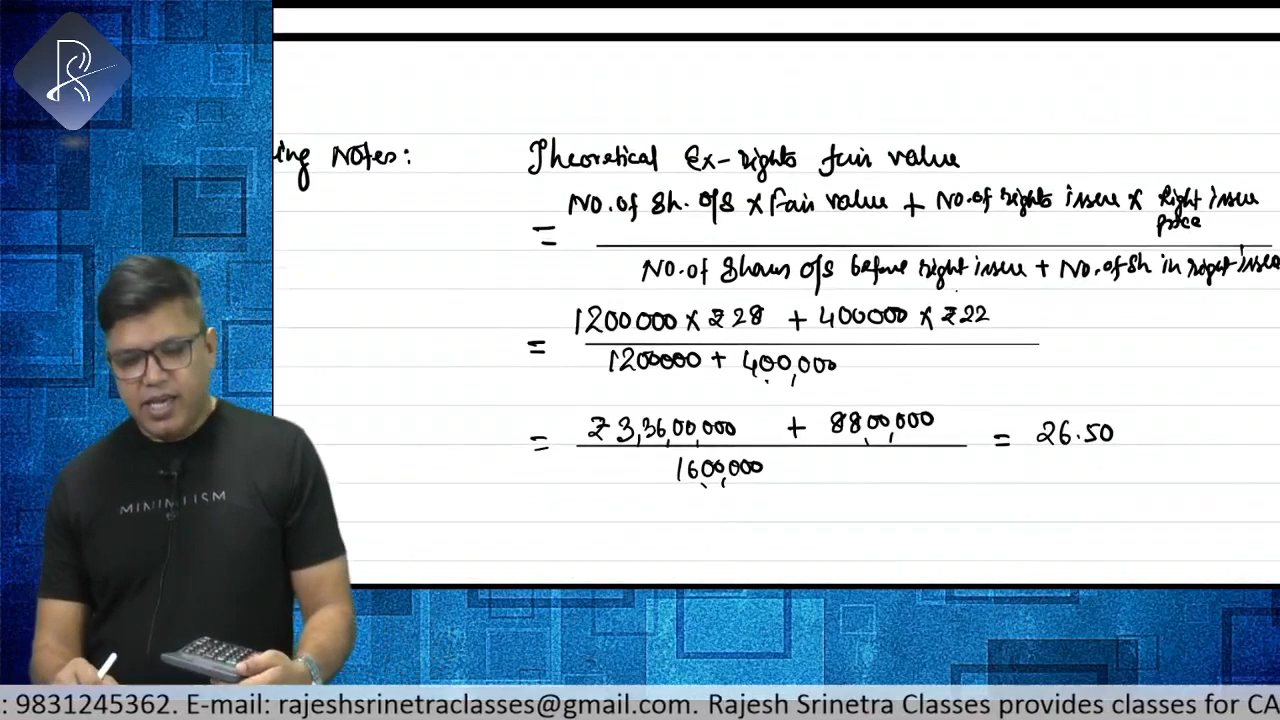 RS
ing Notes:
Theoretical Ex-rights fair value
= No. of Sh. o/s x fair value + No. of rights issue x Right issue price
No. of Shares o/s before right issue + No. of Sh in right issue
= 1200000 x ₹ 28 + 400000 x ₹ 22
1200000 + 400,000
= ₹ 3,36,00,000 + 8800,000 = 26.50
1600,000
MINIMALISM
: 9831245362. E-mail: rajeshsrinetraclasses@gmail.com. Rajesh Srinetra Classes provides classes for CA